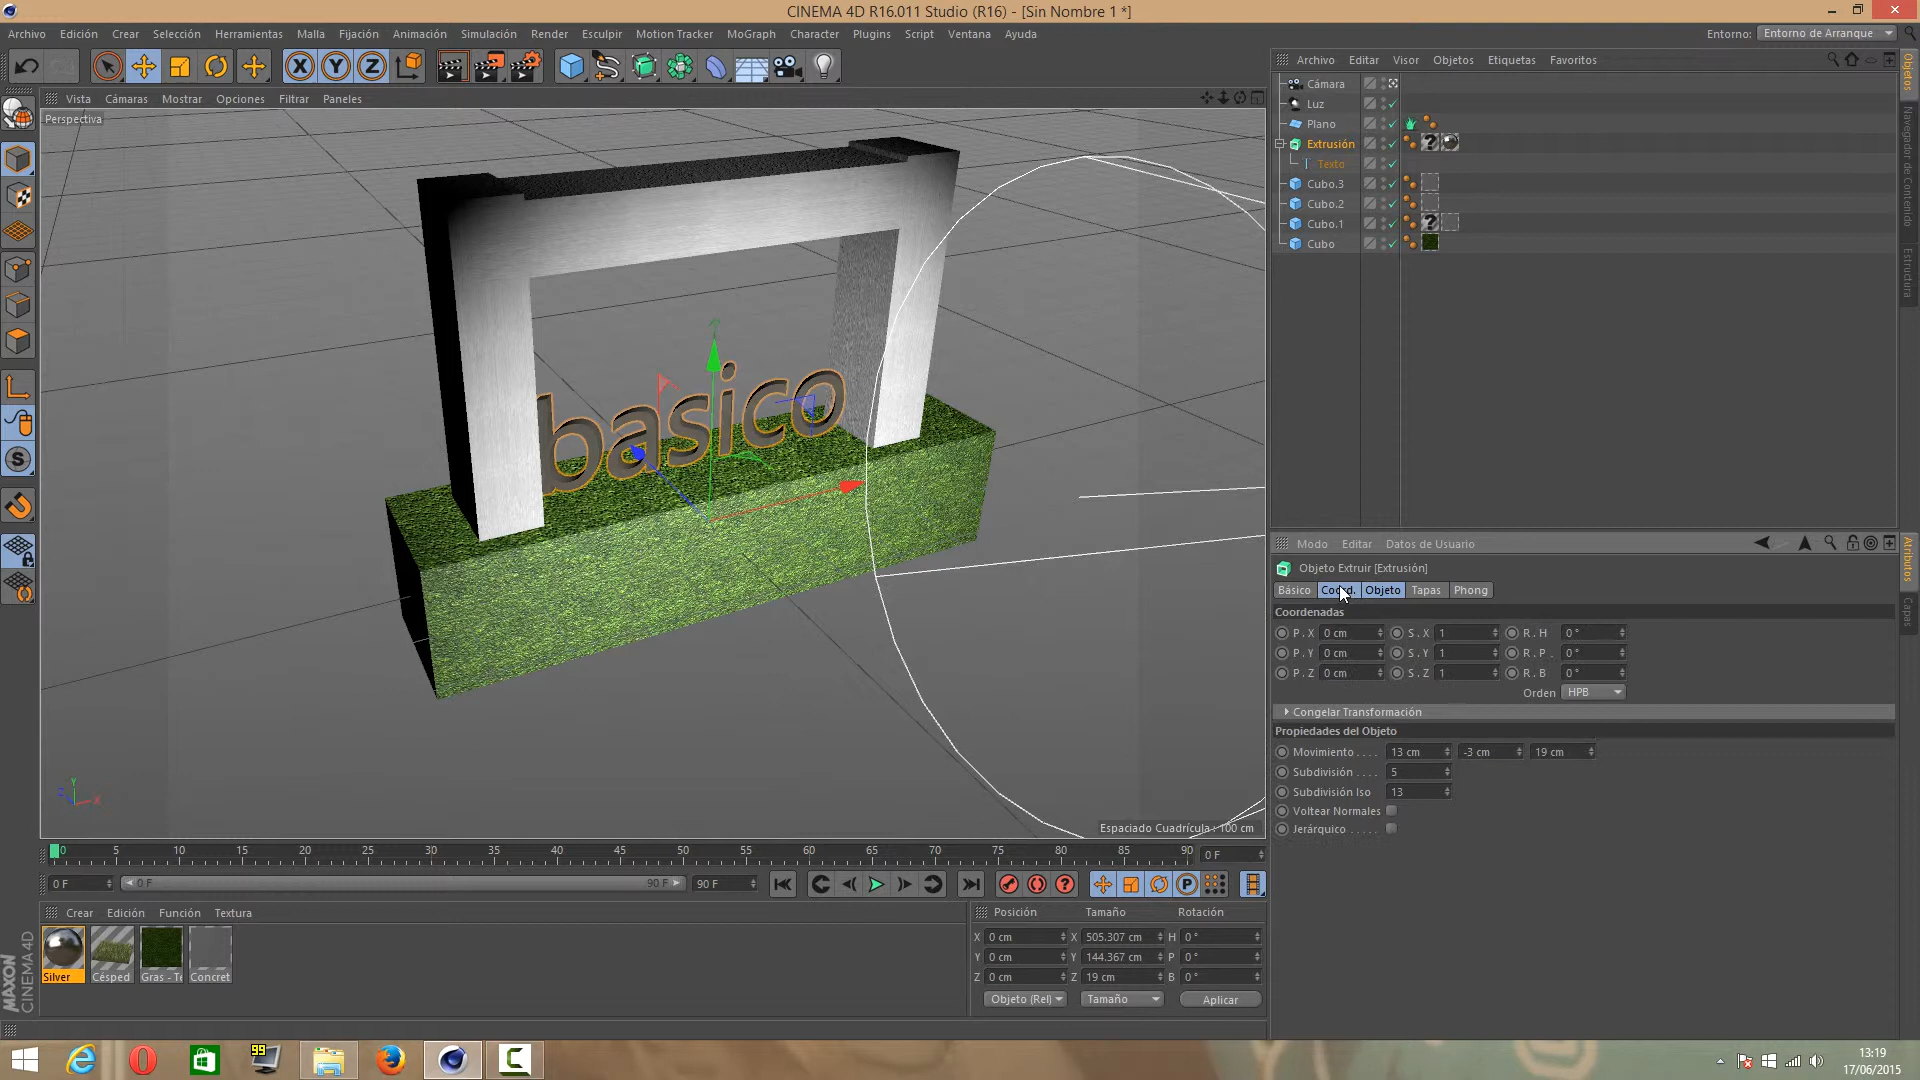 CINEMA 4D R16.011 Studio (R16) - [Sin Nombre 1 *]
Archivo Edición Crear Selección Herramientas Malla Fijación Animación Simulación Render Esculpir Motion Tracker MoGraph Character Plugins Script Ventana Ayuda Entorno: Entorno de Arranque
X Y Z
Archivo Editar Visor Objetos Etiquetas Favoritos
Cámara
Luz
Plano
Extrusión
Texto
Cubo.3
Cubo.2
Cubo.1
Cubo
Objetos
Navegador de Contenido
Estructura
Vista Cámaras Mostrar Opciones Filtrar Paneles
Perspectiva
basico
Y
Z X
Espaciado Cuadrícula : 100 cm
Modo Editar Datos de Usuario
Objeto Extruir [Extrusión]
Básico Coord. Objeto Tapas Phong
Coordenadas
P . X 0 cm S . X 1 R . H 0 °
P . Y 0 cm S . Y 1 R . P . 0 °
P . Z 0 cm S . Z 1 R . B 0 °
Orden HPB
Congelar Transformación
Propiedades del Objeto
Movimiento . . . . 13 cm -3 cm 19 cm
Subdivisión . . . . 5
Subdivisión Iso 13
Voltear Normales
Jerárquico . . . . .
Atributos
Capas
0 5 10 15 20 25 30 35 40 45 50 55 60 65 70 75 80 85 90 0 F
0 F 0 F 90 F 90 F
Crear Edición Función Textura
Silver Césped Gras - Te Concret
Posición Tamaño Rotación
X 0 cm X 505.307 cm H 0 °
Y 0 cm Y 144.367 cm P 0 °
Z 0 cm Z 19 cm B 0 °
Objeto (Rel) Tamaño Aplicar
MAXON
CINEMA 4D
99
13:19
17/06/2015